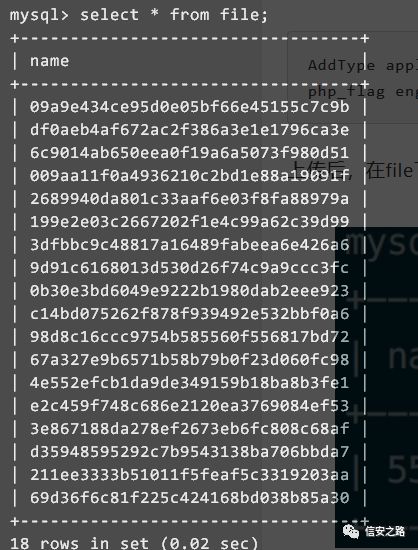 mysql> select * from file;
+----------------------------------+
| name |
+----------------------------------+
| 09a9e434ce95d0e05bf66e45155c7c9b |
| df0aeb4af672ac2f386a3e1e1796ca3e |
| 6c9014ab650eea0f19a6a5073f980d51 |
| 009aa11f0a4936210c2bd1e88a19091f |
| 2689940da801c33aaf6e03f8fa88979a |
| 199e2e03c2667202f1e4c99a62c39d99 |
| 3dfbbc9c48817a16489fabeea6e426a6 |
| 9d91c6168013d530d26f74c9a9ccc3fc |
| 0b30e3bd6049e9222b1980dab2eee923 |
| c14bd075262f878f939492e532bbf0a6 |
| 98d8c16ccc9754b585560f556817bd72 |
| 67a327e9b6571b58b79b0f23d060fc98 |
| 4e552efcb1da9de349159b18ba8b3fe1 |
| e2c459f748c686e2120ea3769084ef53 |
| 3e867188da278ef2673eb6fc808c68af |
| d35948595292c7b9543138ba706bbda7 |
| 211ee3333b51011f5feaf5c3319203aa |
| 69d36f6c81f225c424168bd038b85a30 |
+----------------------------------+
18 rows in set (0.02 sec)
AddType appl
php_flag eng
上传后，在file
mysq
+---
| na
+---
| 55
+---
信安之路